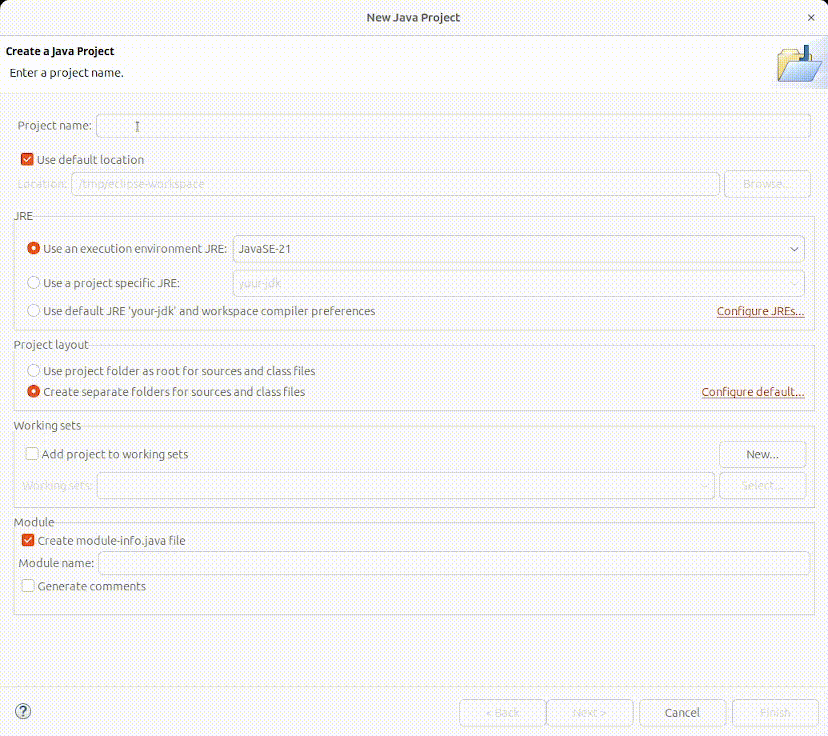 New Java Project
Create a Java Project
Enter a project name.
Project name:
Use default location
Location: /tmp/eclipse-workspace Browse...
JRE
Use an execution environment JRE: JavaSE-21
Use a project specific JRE: your-jdk
Use default JRE 'your-jdk' and workspace compiler preferences Configure JREs...
Project layout
Use project folder as root for sources and class files
Create separate folders for sources and class files Configure default...
Working sets
Add project to working sets New...
Working sets: Select...
Module
Create module-info.java file
Module name:
Generate comments
? < Back Next > Cancel Finish